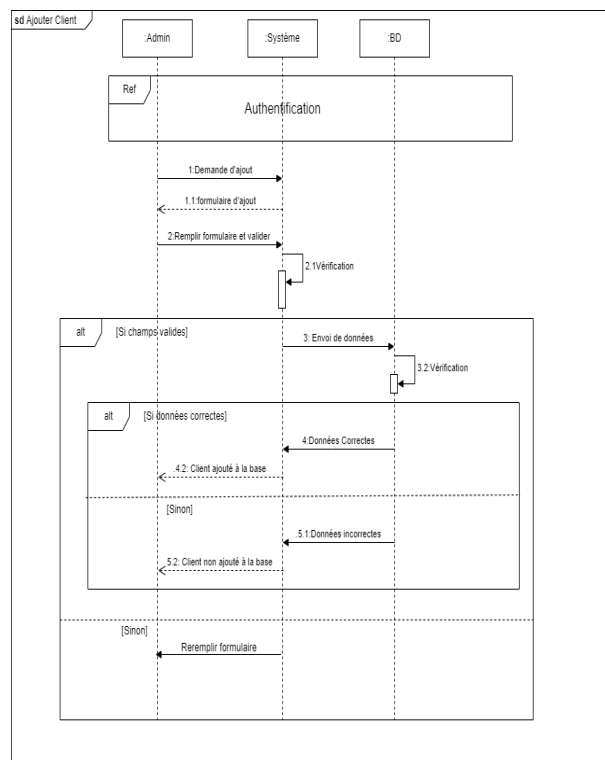 sd Ajouter Client
:Admin
:Systéme
:BD
Ref
Authentification
1:Demande d'ajout
1.1:formulaire d'ajout
2:Remplir formulaire et valider
2.1Vérification
alt
[Si champs valides]
3: Envoi de données
3.2:Vérification
alt
[Si données correctes]
4:Données Correctes
.4.2: Client ajouté à la base
[Sinon]
.5.1:Données incorrectes
5.2: Client non ajouté à la base
[Sinon]
Reremplir formulaire